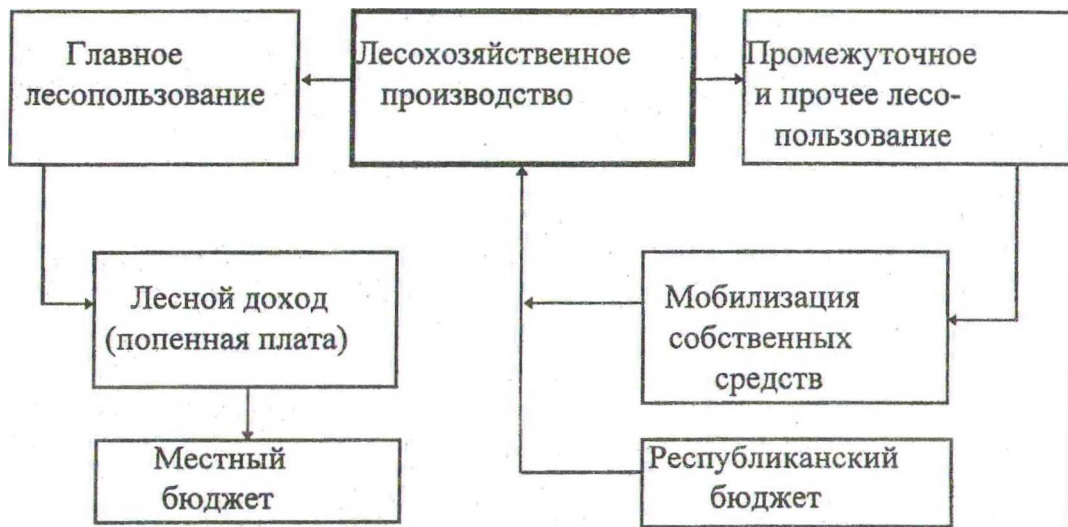 Главное
лесопользование
Лесохозяйственное
производство
Промежуточное
и прочее лесо-
пользование
Лесной доход
(попенная плата)
Мобилизация
собственных
средств
Местный
бюджет
Республиканский
бюджет